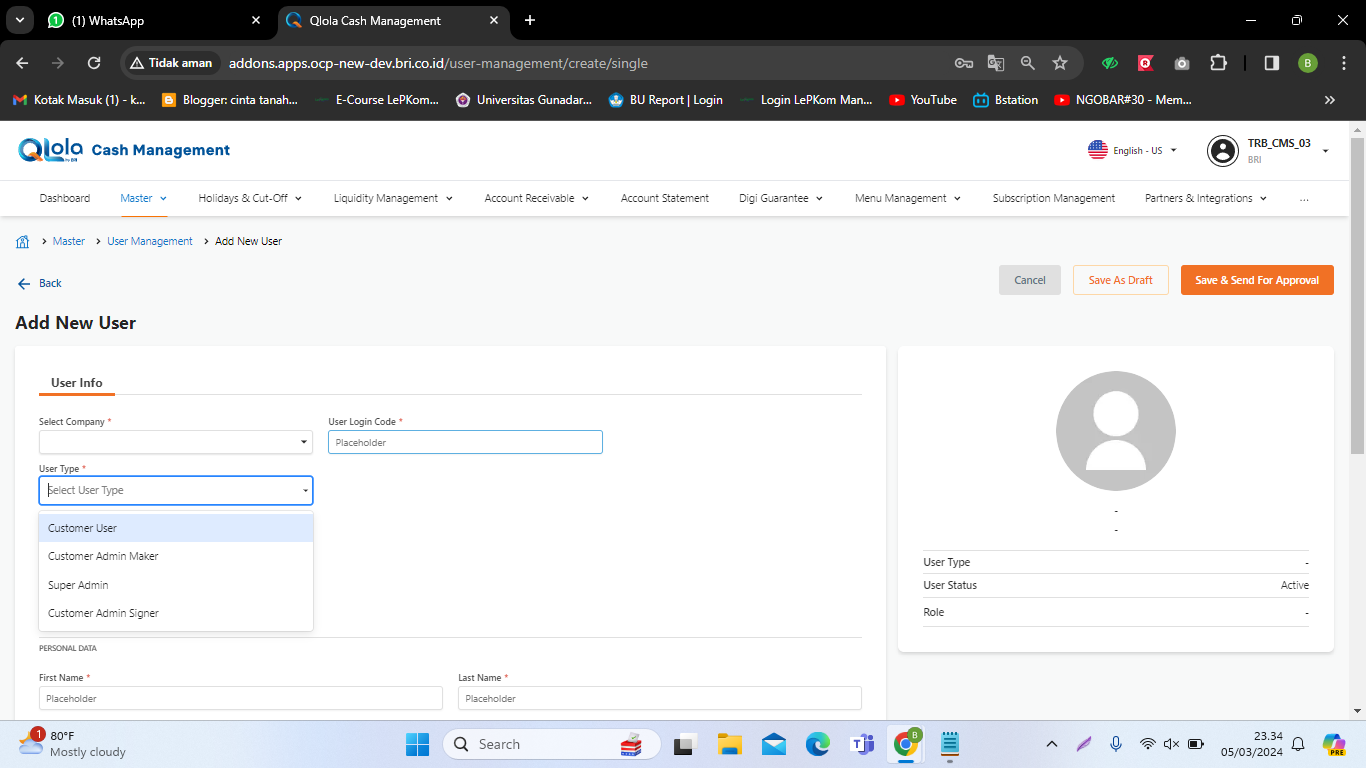 (1) WhatsApp
Qlola Cash Management
Tidak aman
addons.apps.ocp-new-dev.bri.co.id/user-management/create/single
B
Kotak Masuk (1) - k...
Blogger: cinta tanah...
E-Course LePKom...
Universitas Gunadar...
BU Report | Login
Login LePKom Man...
YouTube
Bstation
NGOBAR#30 - Mem...
QLola
by BRI
Cash Management
English - US
TRB_CMS_03
BRI
Dashboard
Master
Holidays & Cut-Off
Liquidity Management
Account Receivable
Account Statement
Digi Guarantee
Menu Management
Subscription Management
Partners & Integrations
...
Master
User Management
Add New User
Back
Cancel
Save As Draft
Save & Send For Approval
Add New User
User Info
Select Company *
User Login Code *
Placeholder
User Type *
Select User Type
Customer User
Customer Admin Maker
Super Admin
Customer Admin Signer
-
-
User Type -
User Status Active
Role -
PERSONAL DATA
First Name *
Last Name *
Placeholder
Placeholder
1
80°F
Mostly cloudy
Search
B
23.34
05/03/2024
PRE